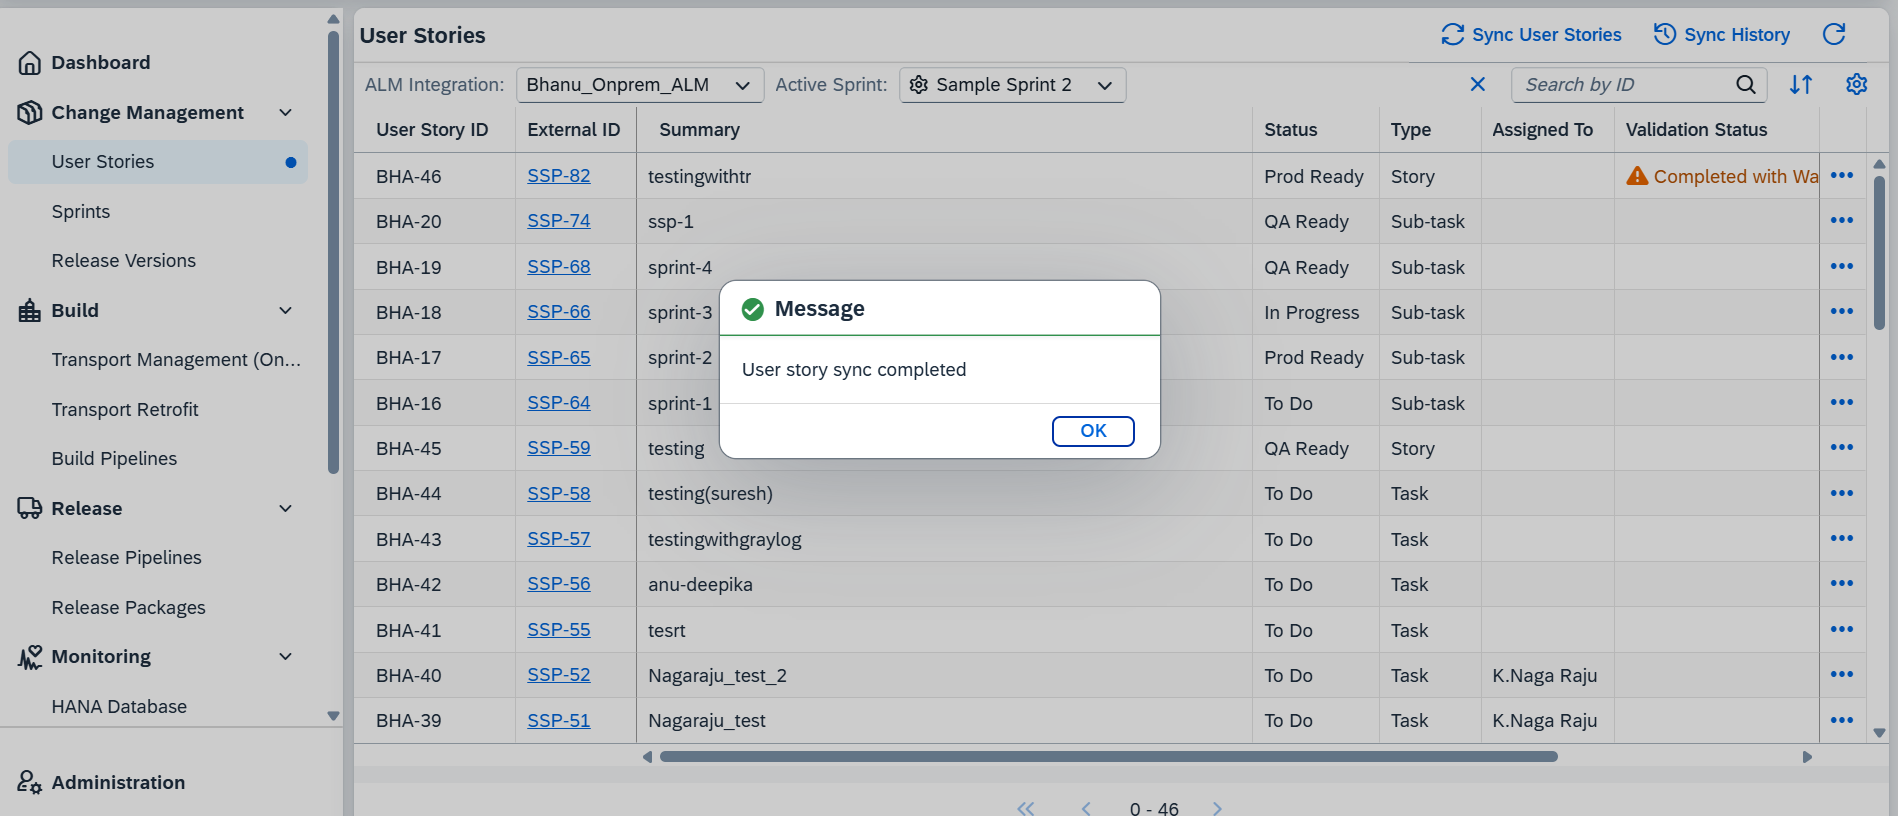 Dashboard
Change Management
User Stories
Sprints
Release Versions
Build
Transport Management (On...
Transport Retrofit
Build Pipelines
Release
Release Pipelines
Release Packages
Monitoring
HANA Database
Administration
User Stories
Sync User Stories Sync History
ALM Integration: Bhanu_Onprem_ALM Active Sprint: Sample Sprint 2 Search by ID
User Story ID External ID Summary Status Type Assigned To Validation Status
BHA-46 SSP-82 testingwithtr Prod Ready Story Completed with Wa
BHA-20 SSP-74 ssp-1 QA Ready Sub-task
BHA-19 SSP-68 sprint-4 QA Ready Sub-task
BHA-18 SSP-66 sprint-3 In Progress Sub-task
BHA-17 SSP-65 sprint-2 Prod Ready Sub-task
BHA-16 SSP-64 sprint-1 To Do Sub-task
BHA-45 SSP-59 testing QA Ready Story
BHA-44 SSP-58 testing(suresh) To Do Task
BHA-43 SSP-57 testingwithgraylog To Do Task
BHA-42 SSP-56 anu-deepika To Do Task
BHA-41 SSP-55 tesrt To Do Task
BHA-40 SSP-52 Nagaraju_test_2 To Do Task K.Naga Raju
BHA-39 SSP-51 Nagaraju_test To Do Task K.Naga Raju
0 - 46
Message
User story sync completed
OK